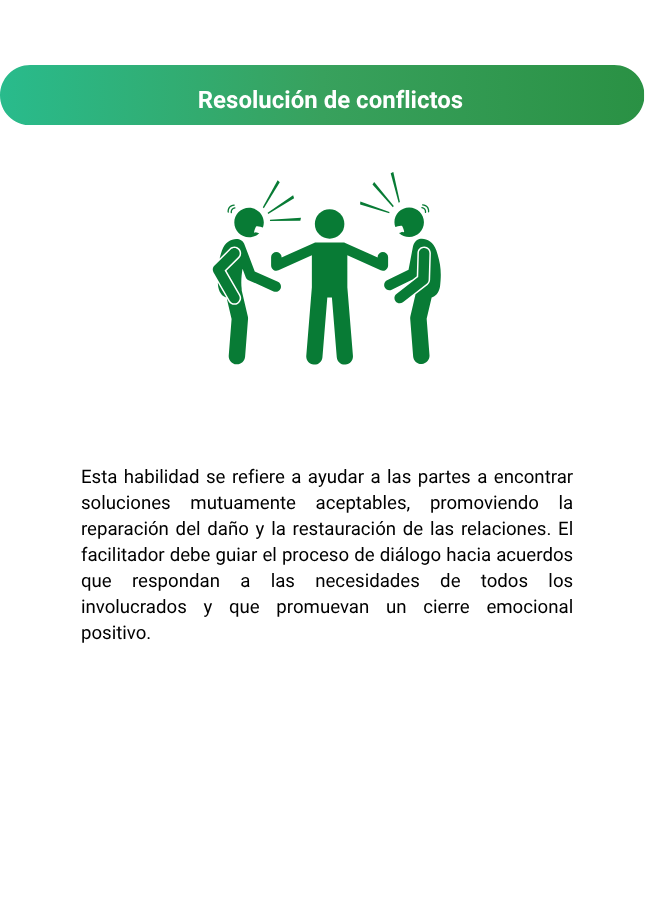 Resolución de conflictos
Esta habilidad se refiere a ayudar a las partes a encontrar
soluciones mutuamente aceptables, promoviendo la
reparación del daño y la restauración de las relaciones. El
facilitador debe guiar el proceso de diálogo hacia acuerdos
que respondan a las necesidades de todos los
involucrados y que promuevan un cierre emocional
positivo.